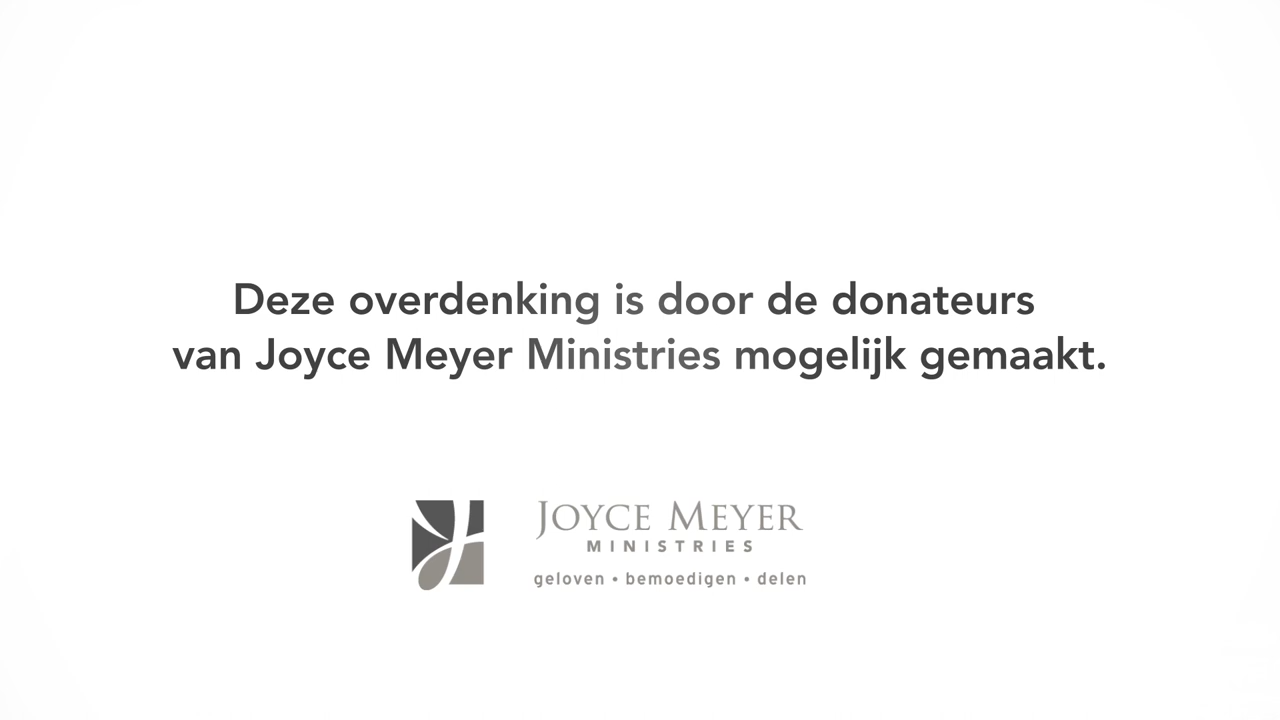 Deze overdenking is door de donateurs
van Joyce Meyer Ministries mogelijk gemaakt.
JOYCE MEYER
MINISTRIES
geloven • bemoedigen • delen